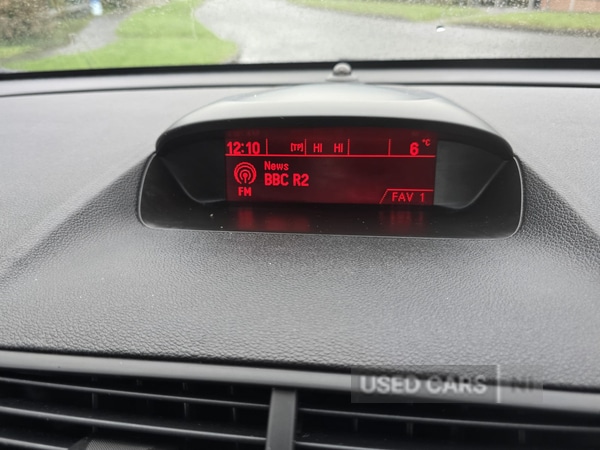 12:10 [TP] HI HI 6 °C
News
BBC R2
FM
FAV 1
USED CARS NI